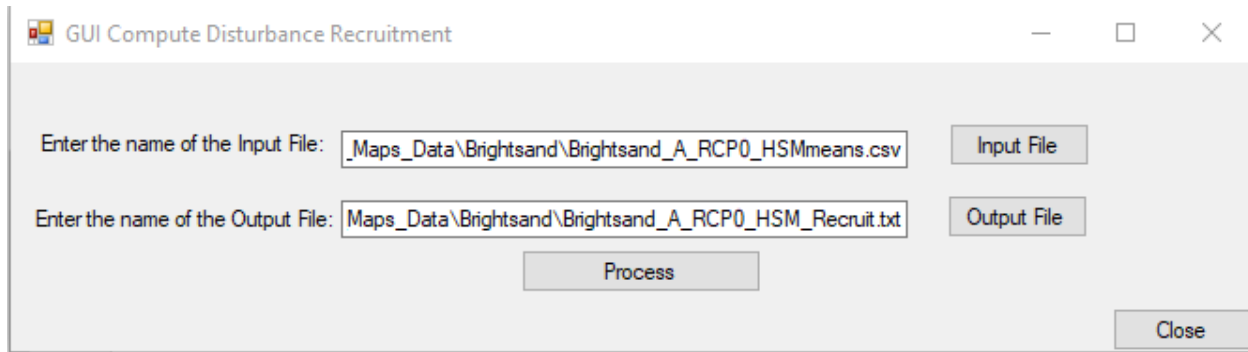 GUI Compute Disturbance Recruitment
Enter the name of the Input File: _Maps_Data\Brightsand\Brightsand_A_RCP0_HSMmeans.csv Input File
Enter the name of the Output File: Maps_Data\Brightsand\Brightsand_A_RCP0_HSM_Recruit.txt Output File
Process
Close